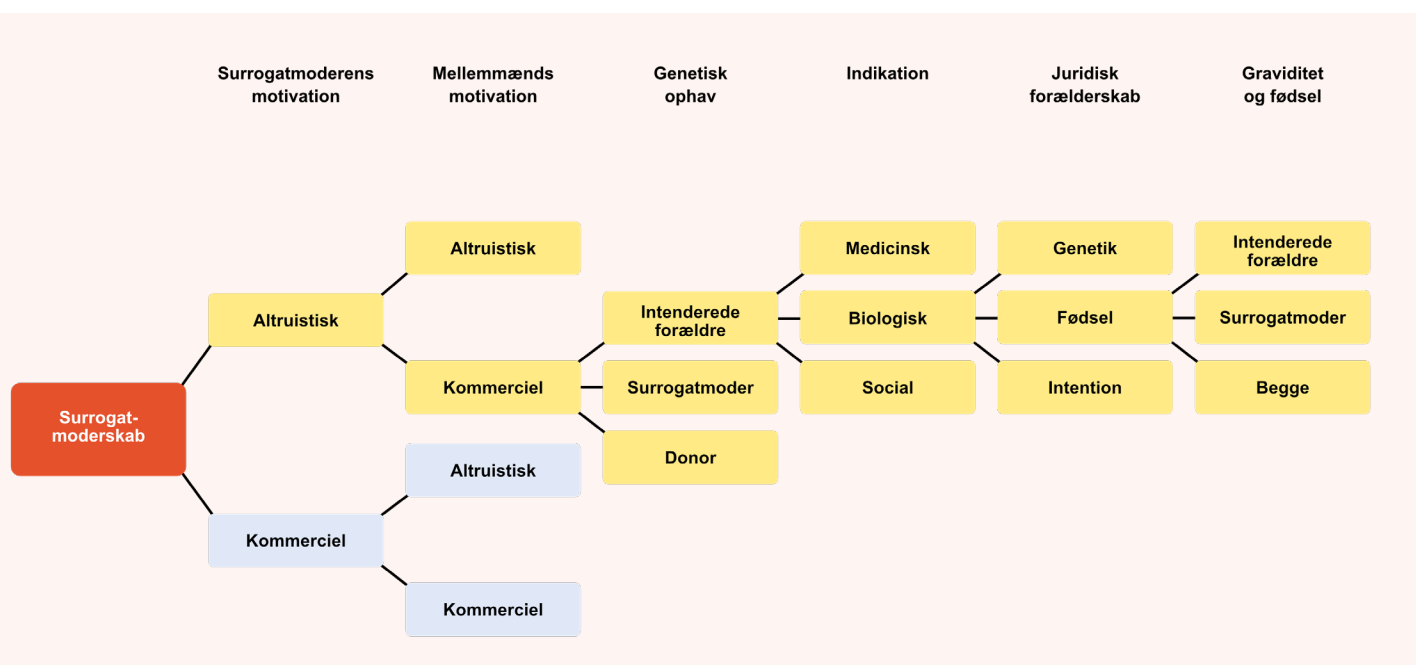 Surrogatmoderens
motivation
Mellemmænds
motivation
Genetisk
ophav
Indikation
Juridisk
forælderskab
Graviditet
og fødsel
Surrogat-
moderskab
Altruistisk
Kommerciel
Altruistisk
Kommerciel
Altruistisk
Kommerciel
Intenderede
forældre
Surrogatmoder
Donor
Medicinsk
Biologisk
Social
Genetik
Fødsel
Intention
Intenderede
forældre
Surrogatmoder
Begge